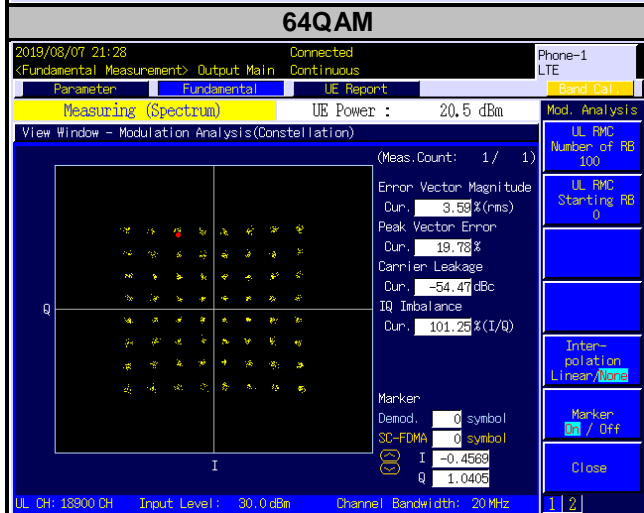 64QAM
2019/08/07 21:28 Connected Phone-1
<Fundamental Measurement> Output Main Continuous LTE
Parameter Fundamental UE Report Band Cal.
Measuring (Spectrum) UE Power : 20.5 dBm Mod. Analysis
View Window - Modulation Analysis(Constellation)
(Meas.Count: 1/ 1)
Error Vector Magnitude
Cur. 3.59 %(rms)
Peak Vector Error
Cur. 19.78 %
Carrier Leakage
Cur. -54.47 dBc
IQ Imbalance
Cur. 101.25 %(I/Q)
Marker
Demod. 0 symbol
SC-FDMA 0 symbol
I -0.4569
Q 1.0405
Q
I
UL RMC
Number of RB
100
UL RMC
Starting RB
0
Inter-
polation
Linear/None
Marker
On / Off
Close
UL CH: 18900 CH Input Level: 30.0 dBm Channel Bandwidth: 20 MHz 1 2